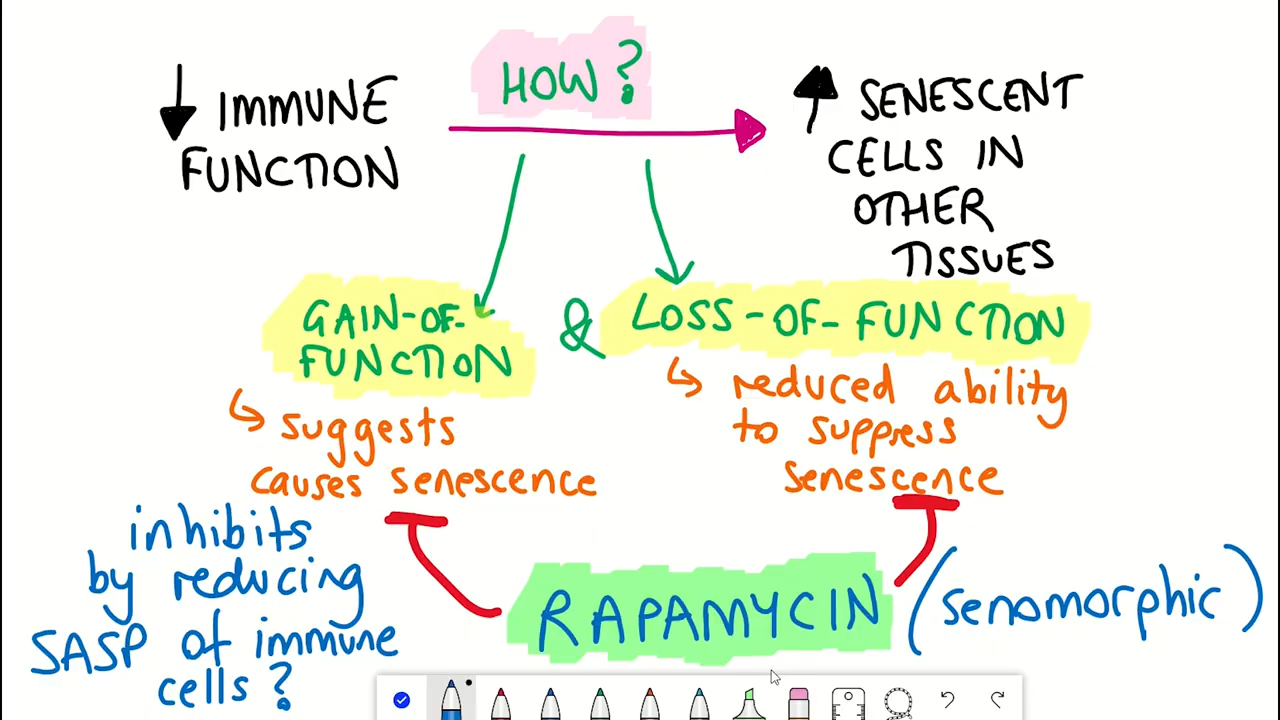 HOW?
↓ IMMUNE
FUNCTION
↑ SENESCENT
CELLS IN
OTHER
TISSUES
GAIN-OF-
FUNCTION
& LOSS-OF-FUNCTION
↳ suggests
causes senescence
↳ reduced ability
to suppress
senescence
inhibits
by reducing
SASP of immune
cells?
RAPAMYCIN (senomorphic)